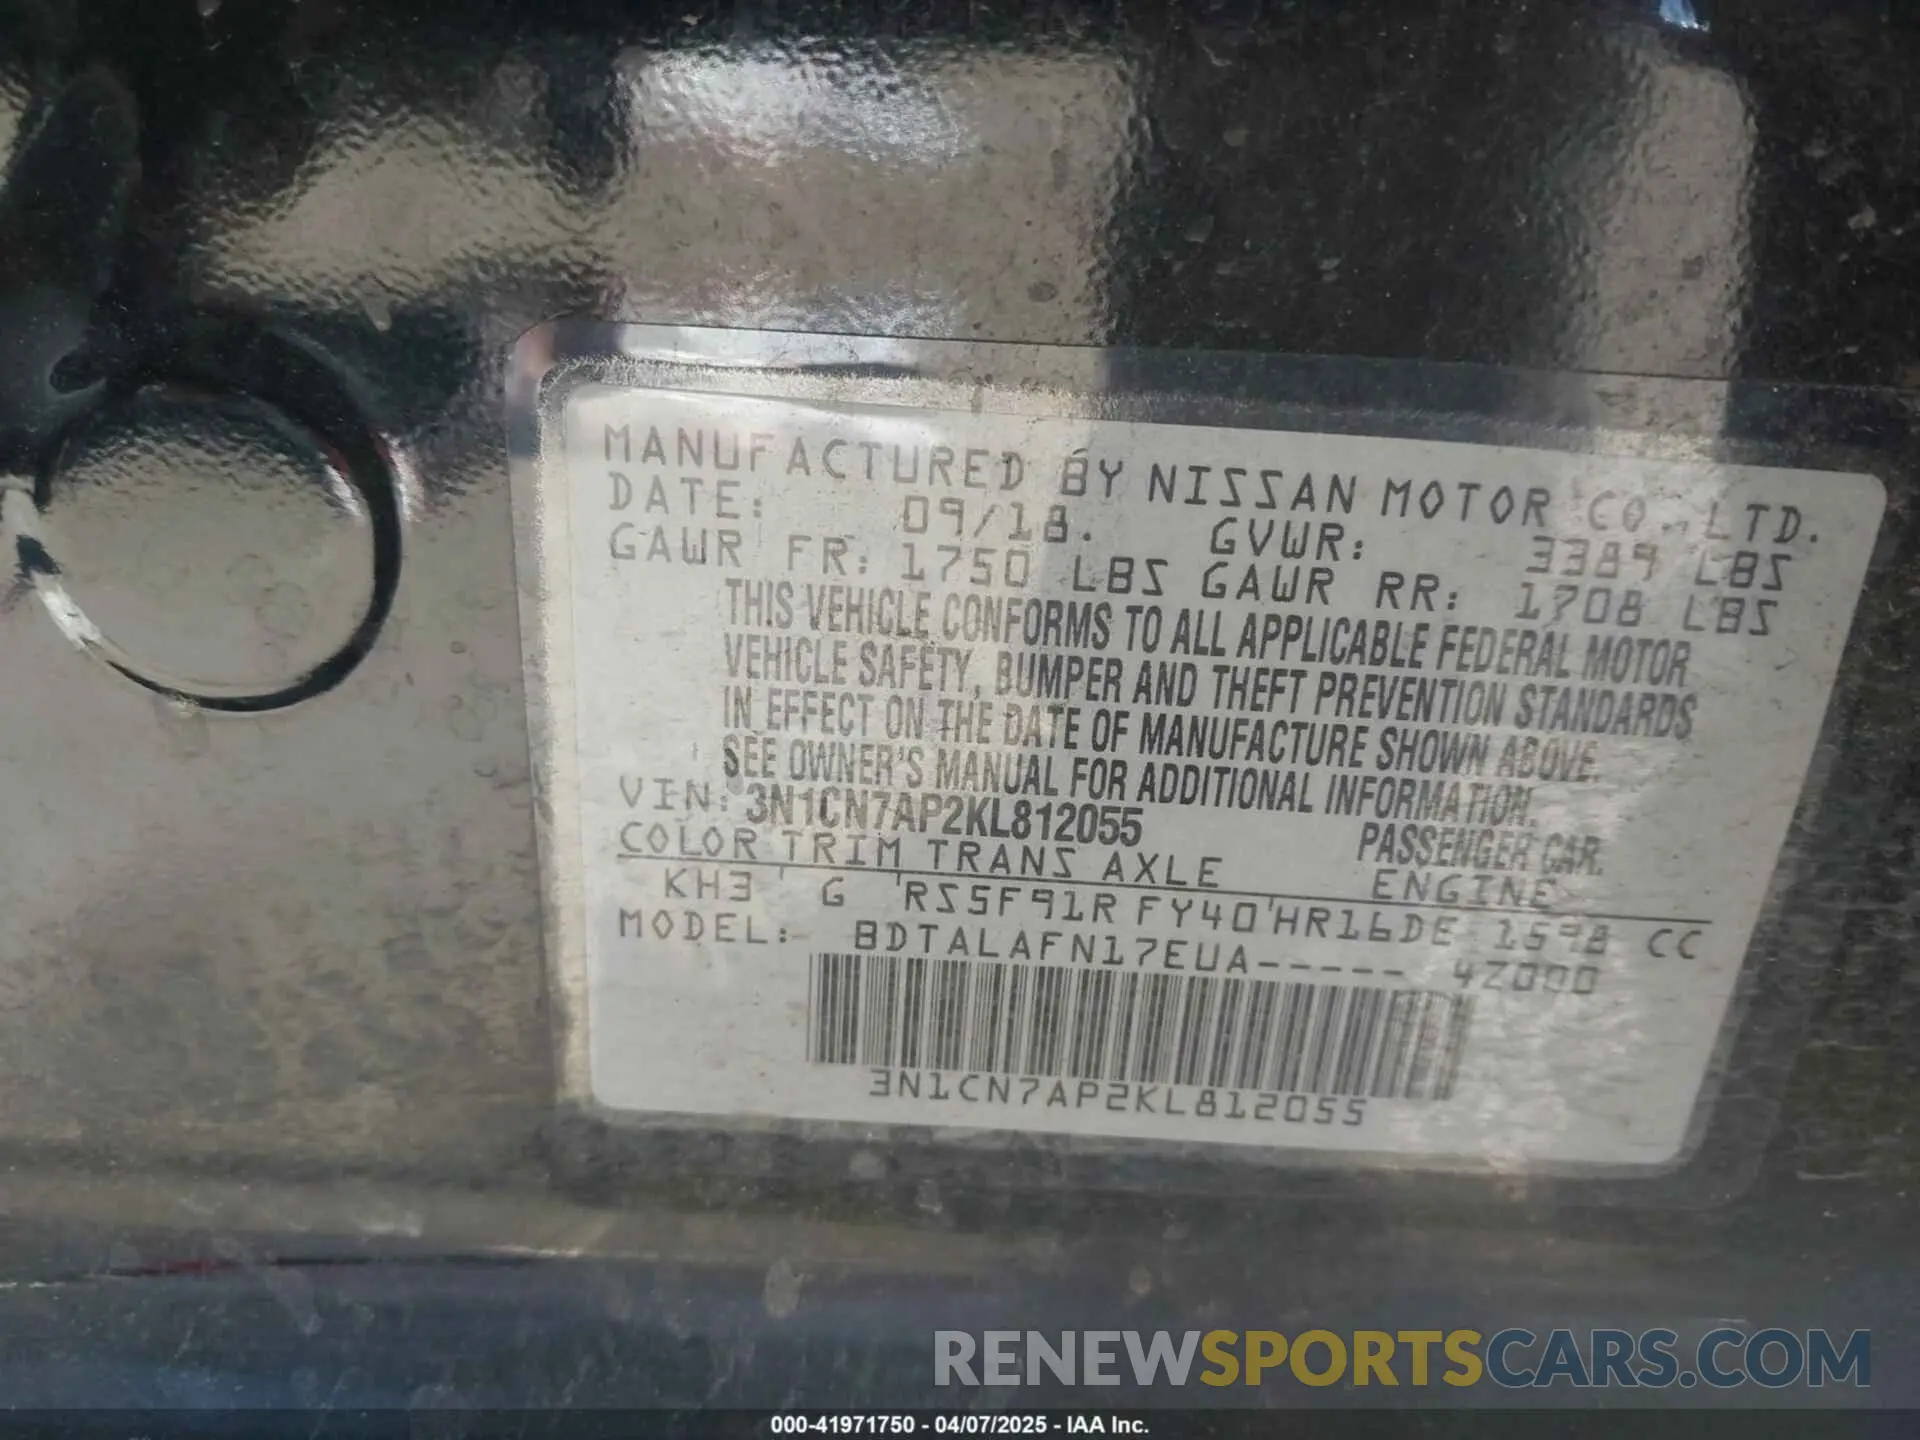 MANUFACTURED BY NISSAN MOTOR CO., LTD.
DATE: 09/18. GVWR: 3389 LBS
GAWR FR: 1750 LBS GAWR RR: 1708 LBS
THIS VEHICLE CONFORMS TO ALL APPLICABLE FEDERAL MOTOR
VEHICLE SAFETY, BUMPER AND THEFT PREVENTION STANDARDS
IN EFFECT ON THE DATE OF MANUFACTURE SHOWN ABOVE.
SEE OWNER'S MANUAL FOR ADDITIONAL INFORMATION.
VIN: 3N1CN7AP2KL812055 PASSENGER CAR.
COLOR TRIM TRANS AXLE ENGINE
KH3 G RS5F91R FY40 HR16DE 1598 CC
MODEL: BDTALAFN17EUA----- 4Z000
3N1CN7AP2KL812055
RENEWSPORTSCARS.COM
000-41971750 - 04/07/2025 - IAA Inc.